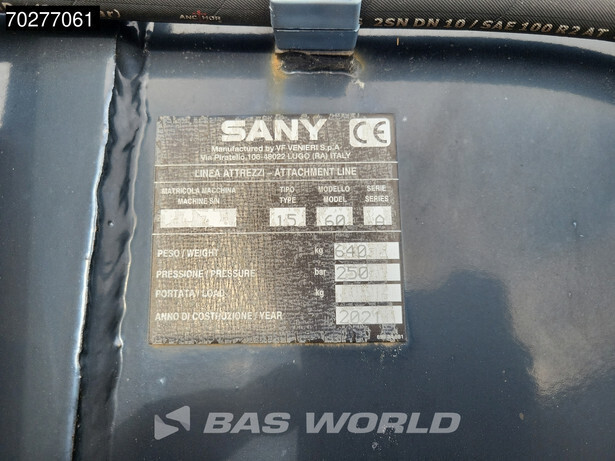 70277061
ANCHOR
2SN DN 10 / SAE 100 R2 AT
SANY CE
Manufactured by VF VENIERI S.p.A
Via Piratello,106-48022 LUGO (RA) ITALY
LINEA ATTREZZI - ATTACHMENT LINE
MATRICOLA MACCHINA TIPO MODELLO SERIE
MACHINE S/N TYPE MODEL SERIES
15 60 A
PESO / WEIGHT kg 640
PRESSIONE / PRESSURE bar 250
PORTATA / LOAD kg
ANNO DI COSTRUZIONE / YEAR 2021
BAS WORLD